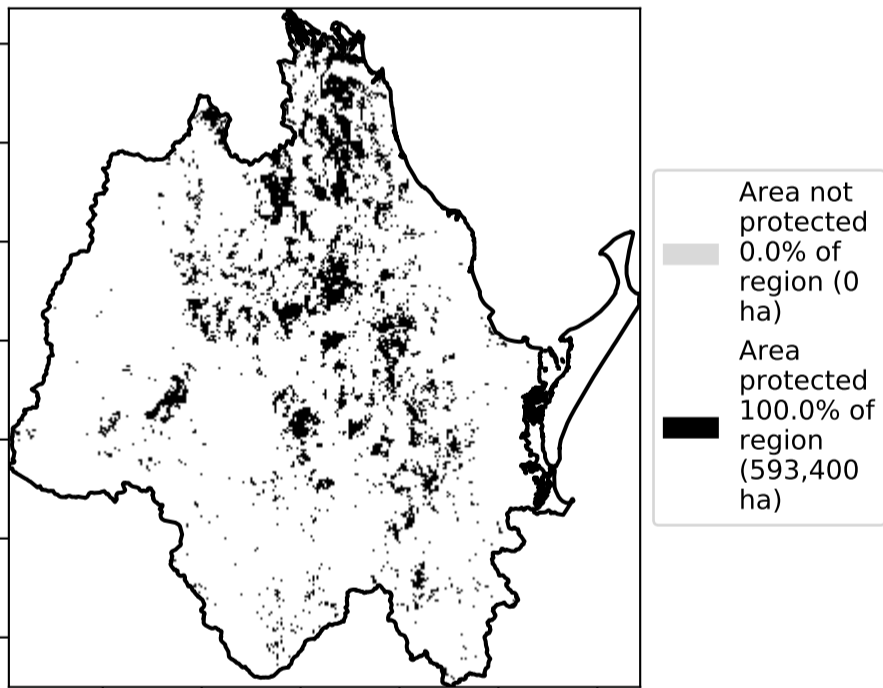 Area not
protected
0.0% of
region (0
ha)
Area
protected
100.0% of
region
(593,400
ha)